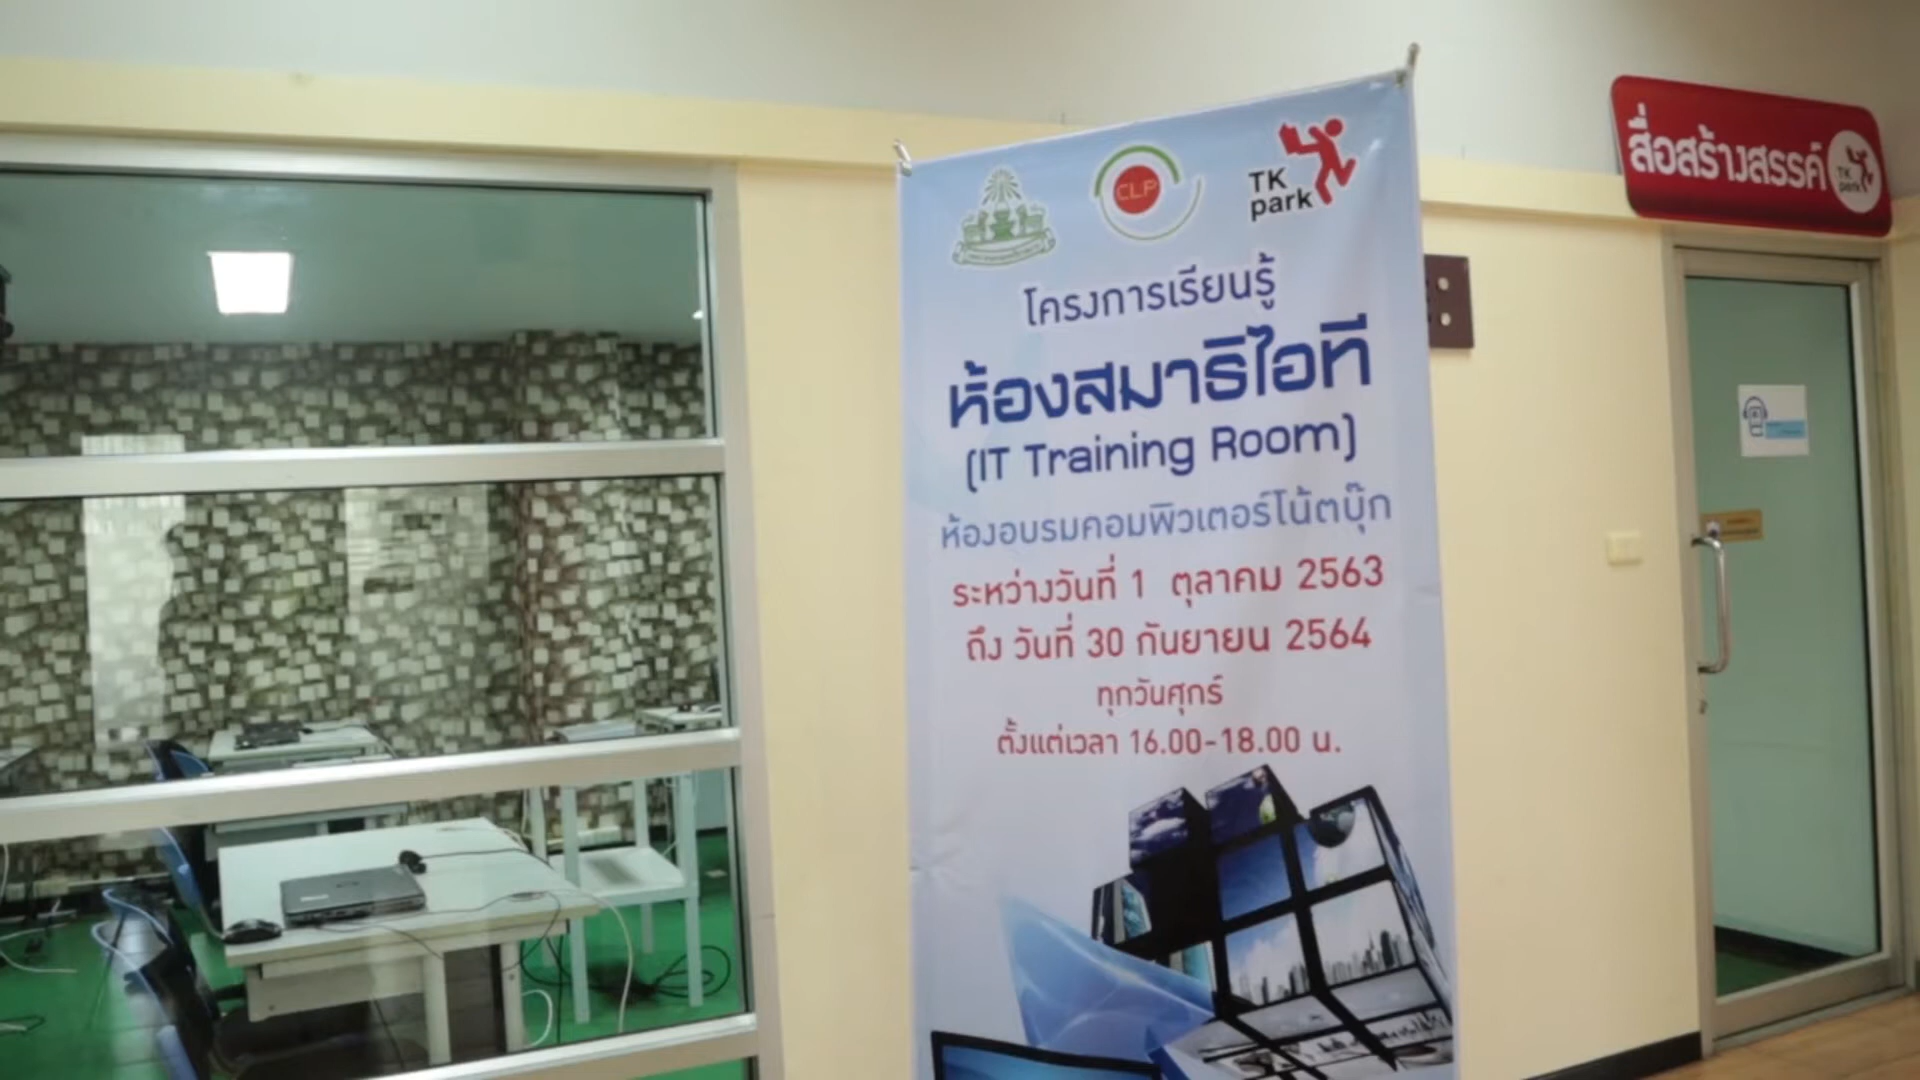 CLP
TK
park
โครงการเรียนรู้
ห้องสมาธิไอที
(IT Training Room)
ห้องอบรมคอมพิวเตอร์โน้ตบุ๊ก
ระหว่างวันที่ 1 ตุลาคม 2563
ถึง วันที่ 30 กันยายน 2564
ทุกวันศุกร์
ตั้งแต่เวลา 16.00-18.00 น.
สื่อสร้างสรรค์
TK
park